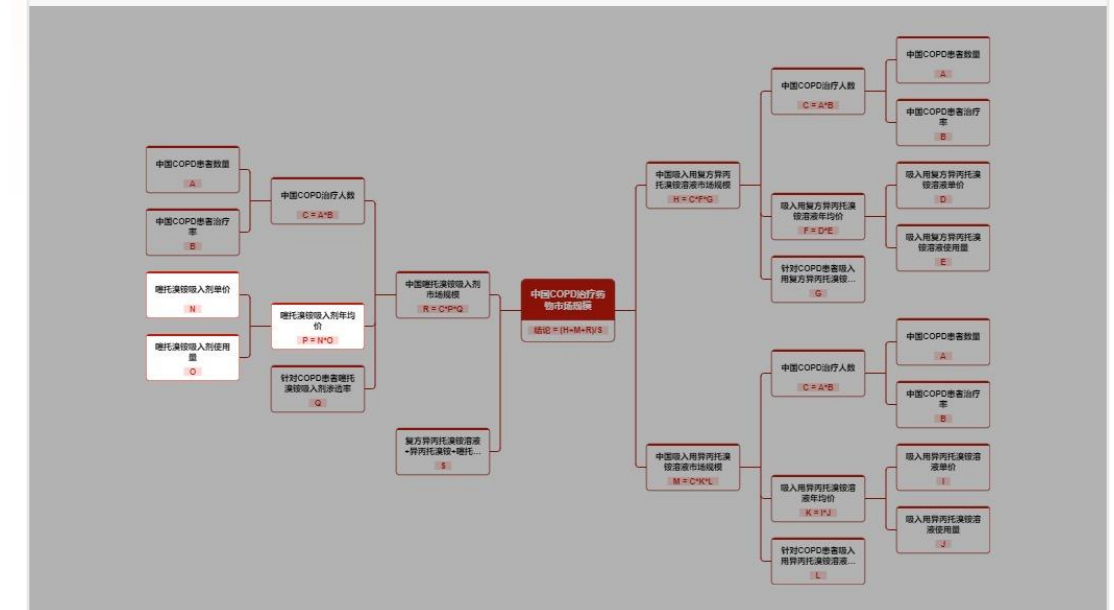 中国COPD患者数量
A
中国COPD患者治疗
率
B
中国COPD治疗人数
C = A*B
噻托溴铵吸入剂单价
N
噻托溴铵吸入剂使用
量
O
噻托溴铵吸入剂年均
价
P = N*O
针对COPD患者噻托
溴铵吸入剂渗透率
Q
中国噻托溴铵吸入剂
市场规模
R = C*P*Q
复方异丙托溴铵溶液
+异丙托溴铵+噻托...
S
中国COPD治疗药
物市场规模
结论 = (H+M+R)/S
中国吸入用复方异丙
托溴铵溶液市场规模
H = C*F*G
中国COPD治疗人数
C = A*B
中国COPD患者数量
A
中国COPD患者治疗
率
B
吸入用复方异丙托溴
铵溶液年均价
F = D*E
吸入用复方异丙托溴
铵溶液单价
D
吸入用复方异丙托溴
铵溶液使用量
E
针对COPD患者吸入
用复方异丙托溴铵...
G
中国吸入用异丙托溴
铵溶液市场规模
M = C*K*L
中国COPD治疗人数
C = A*B
中国COPD患者数量
A
中国COPD患者治疗
率
B
吸入用异丙托溴铵溶
液年均价
K = I*J
吸入用异丙托溴铵溶
液单价
I
吸入用异丙托溴铵溶
液使用量
J
针对COPD患者吸入
用异丙托溴铵溶液...
L